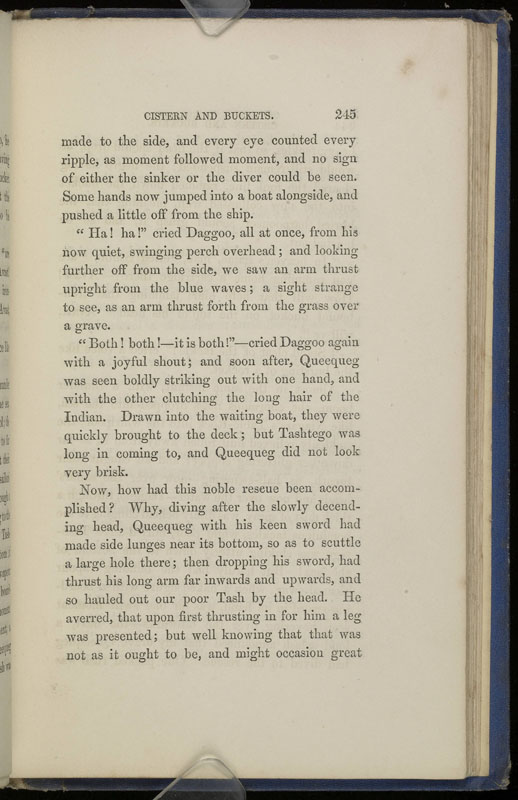 CISTERN AND BUCKETS. 245
made to the side, and every eye counted every
ripple, as moment followed moment, and no sign
of either the sinker or the diver could be seen.
Some hands now jumped into a boat alongside, and
pushed a little off from the ship.
“ Ha! ha!” cried Daggoo, all at once, from his
now quiet, swinging perch overhead; and looking
further off from the side, we saw an arm thrust
upright from the blue waves; a sight strange
to see, as an arm thrust forth from the grass over
a grave.
“ Both! both!—it is both!”—cried Daggoo again
with a joyful shout; and soon after, Queequeg
was seen boldly striking out with one hand, and
with the other clutching the long hair of the
Indian. Drawn into the waiting boat, they were
quickly brought to the deck; but Tashtego was
long in coming to, and Queequeg did not look
very brisk.
Now, how had this noble rescue been accom-
plished? Why, diving after the slowly decend-
ing head, Queequeg with his keen sword had
made side lunges near its bottom, so as to scuttle
a large hole there; then dropping his sword, had
thrust his long arm far inwards and upwards, and
so hauled out our poor Tash by the head. He
averred, that upon first thrusting in for him a leg
was presented; but well knowing that that was
not as it ought to be, and might occasion great